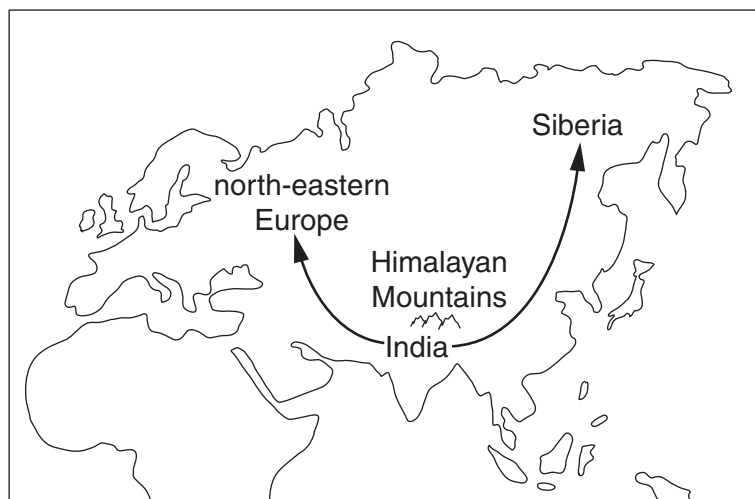 Siberia
north-eastern
Europe
Himalayan
Mountains
India